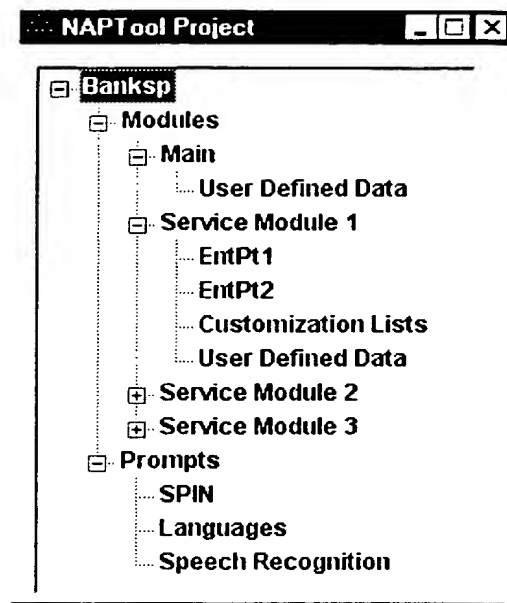 NAPTool Project
Banksp
Modules
Main
User Defined Data
Service Module 1
EntPt1
EntPt2
Customization Lists
User Defined Data
Service Module 2
Service Module 3
Prompts
SPIN
Languages
Speech Recognition